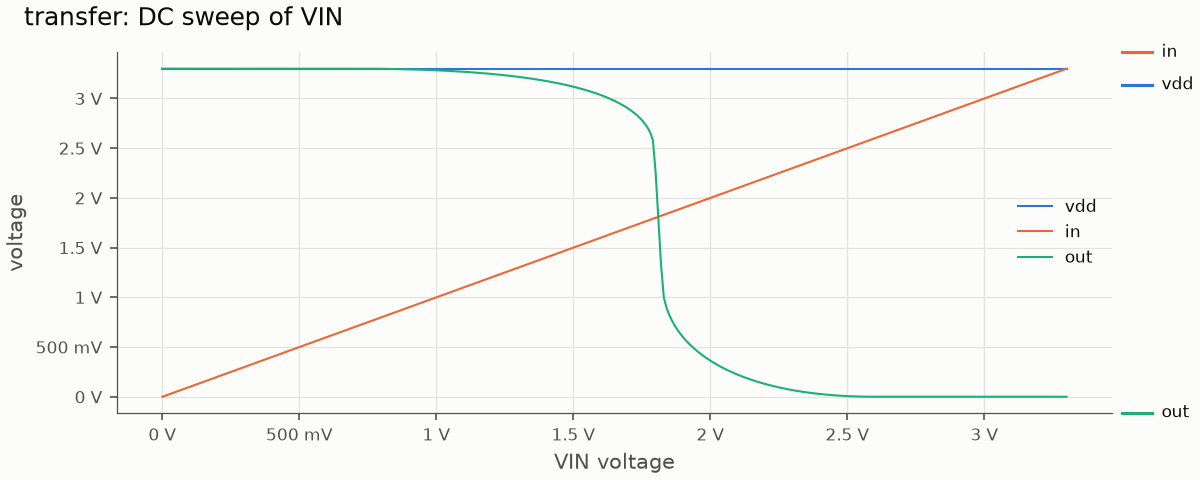 transfer: DC sweep of VIN
in
vdd
3 V
2.5 V
2 V
1.5 V
1 V
500 mV
0 V
voltage
vdd
in
out
out
0 V
500 mV
1 V
1.5 V
2 V
2.5 V
3 V
VIN voltage